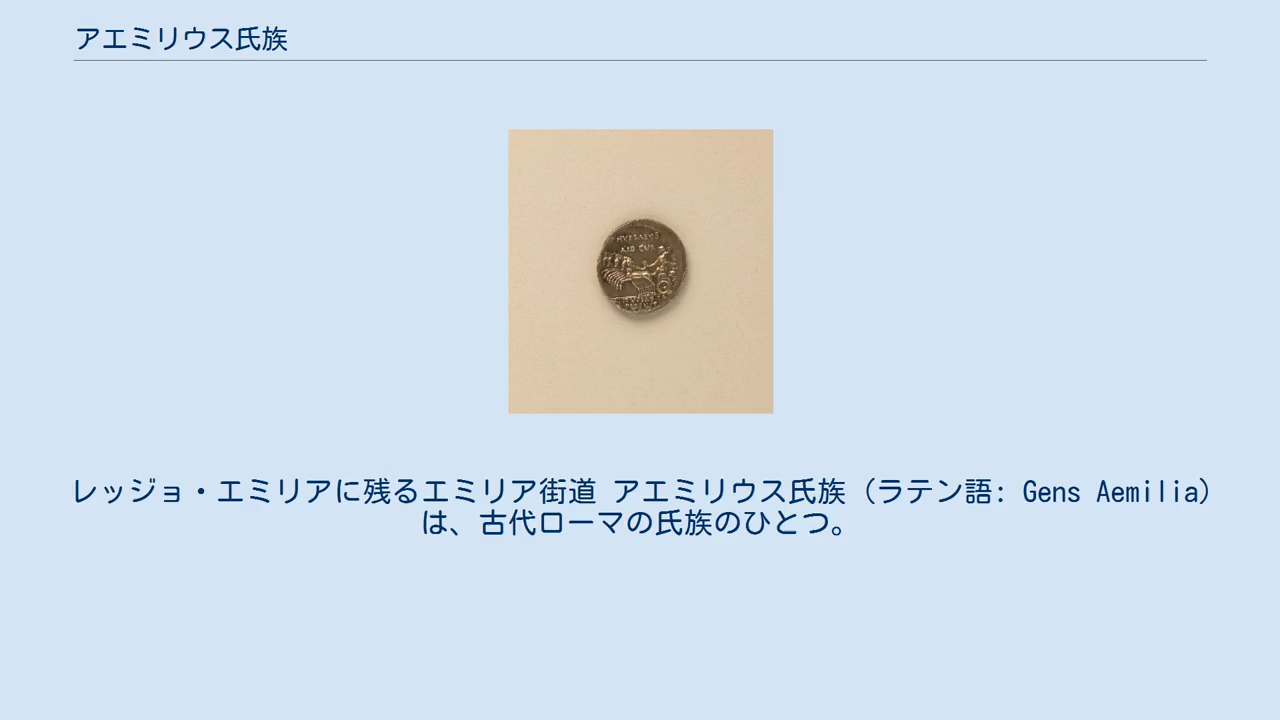 アエミリウス氏族
レッジョ・エミリアに残るエミリア街道 アエミリウス氏族（ラテン語: Gens Aemilia）
は、古代ローマの氏族のひとつ。